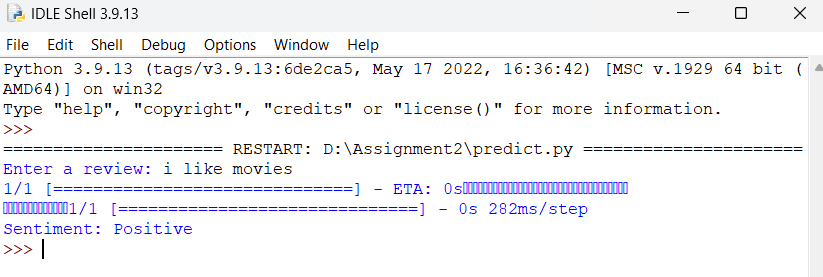 IDLE Shell 3.9.13
File Edit Shell Debug Options Window Help
Python 3.9.13 (tags/v3.9.13:6de2ca5, May 17 2022, 16:36:42) [MSC v.1929 64 bit (
AMD64)] on win32
Type "help", "copyright", "credits" or "license()" for more information.
>>>
====================== RESTART: D:\Assignment2\predict.py ======================
Enter a review: i like movies
1/1 [==============================] - ETA: 0s
1/1 [==============================] - 0s 282ms/step
Sentiment: Positive
>>>